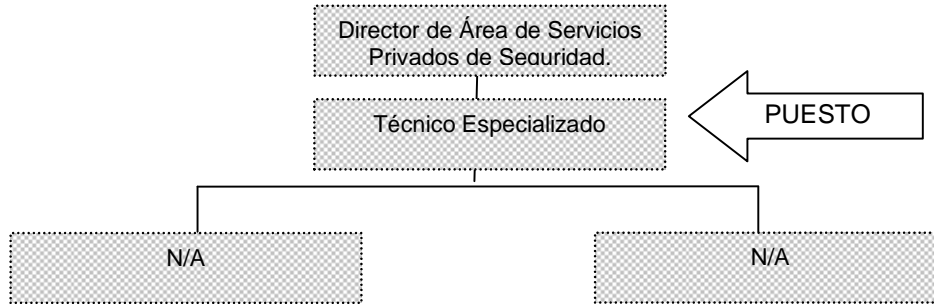 Director de Área de Servicios
Privados de Seguridad.
Técnico Especializado
PUESTO
N/A
N/A